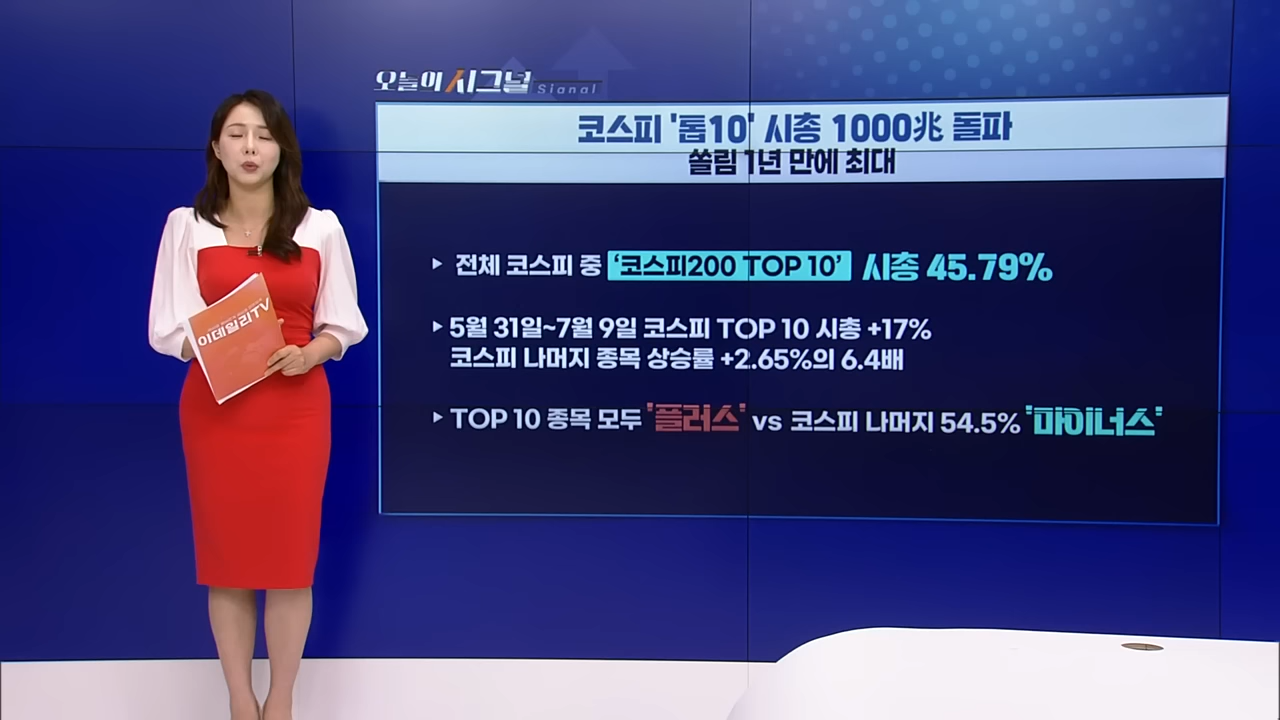 오늘의 시그널 Signal
코스피 '톱10' 시총 1000兆 돌파
쏠림 1년 만에 최대
전체 코스피 중 '코스피200 TOP 10' 시총 45.79%
5월 31일~7월 9일 코스피 TOP 10 시총 +17%
코스피 나머지 종목 상승률 +2.65%의 6.4배
TOP 10 종목 모두 '플러스' vs 코스피 나머지 54.5% '마이너스'
이데일리TV